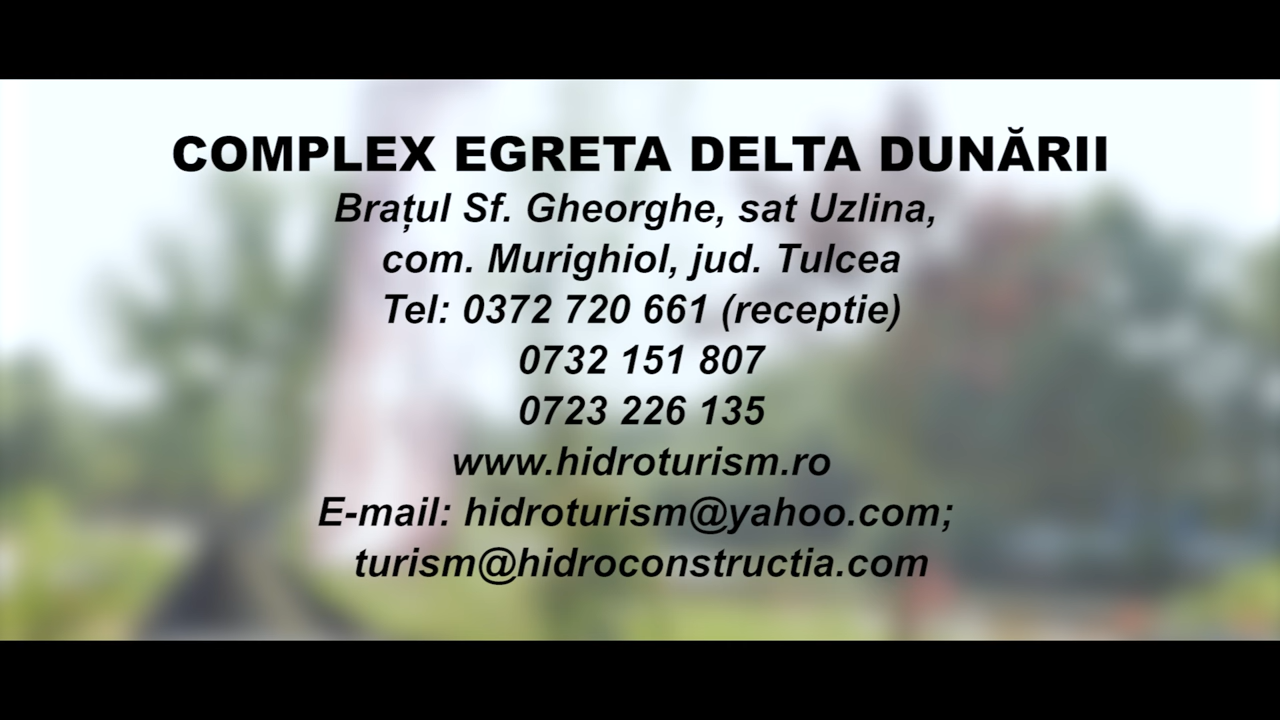 COMPLEX EGRETA DELTA DUNĂRII
Brațul Sf. Gheorghe, sat Uzlina,
com. Murighiol, jud. Tulcea
Tel: 0372 720 661 (receptie)
0732 151 807
0723 226 135
www.hidroturism.ro
E-mail: hidroturism@yahoo.com;
turism@hidroconstructia.com